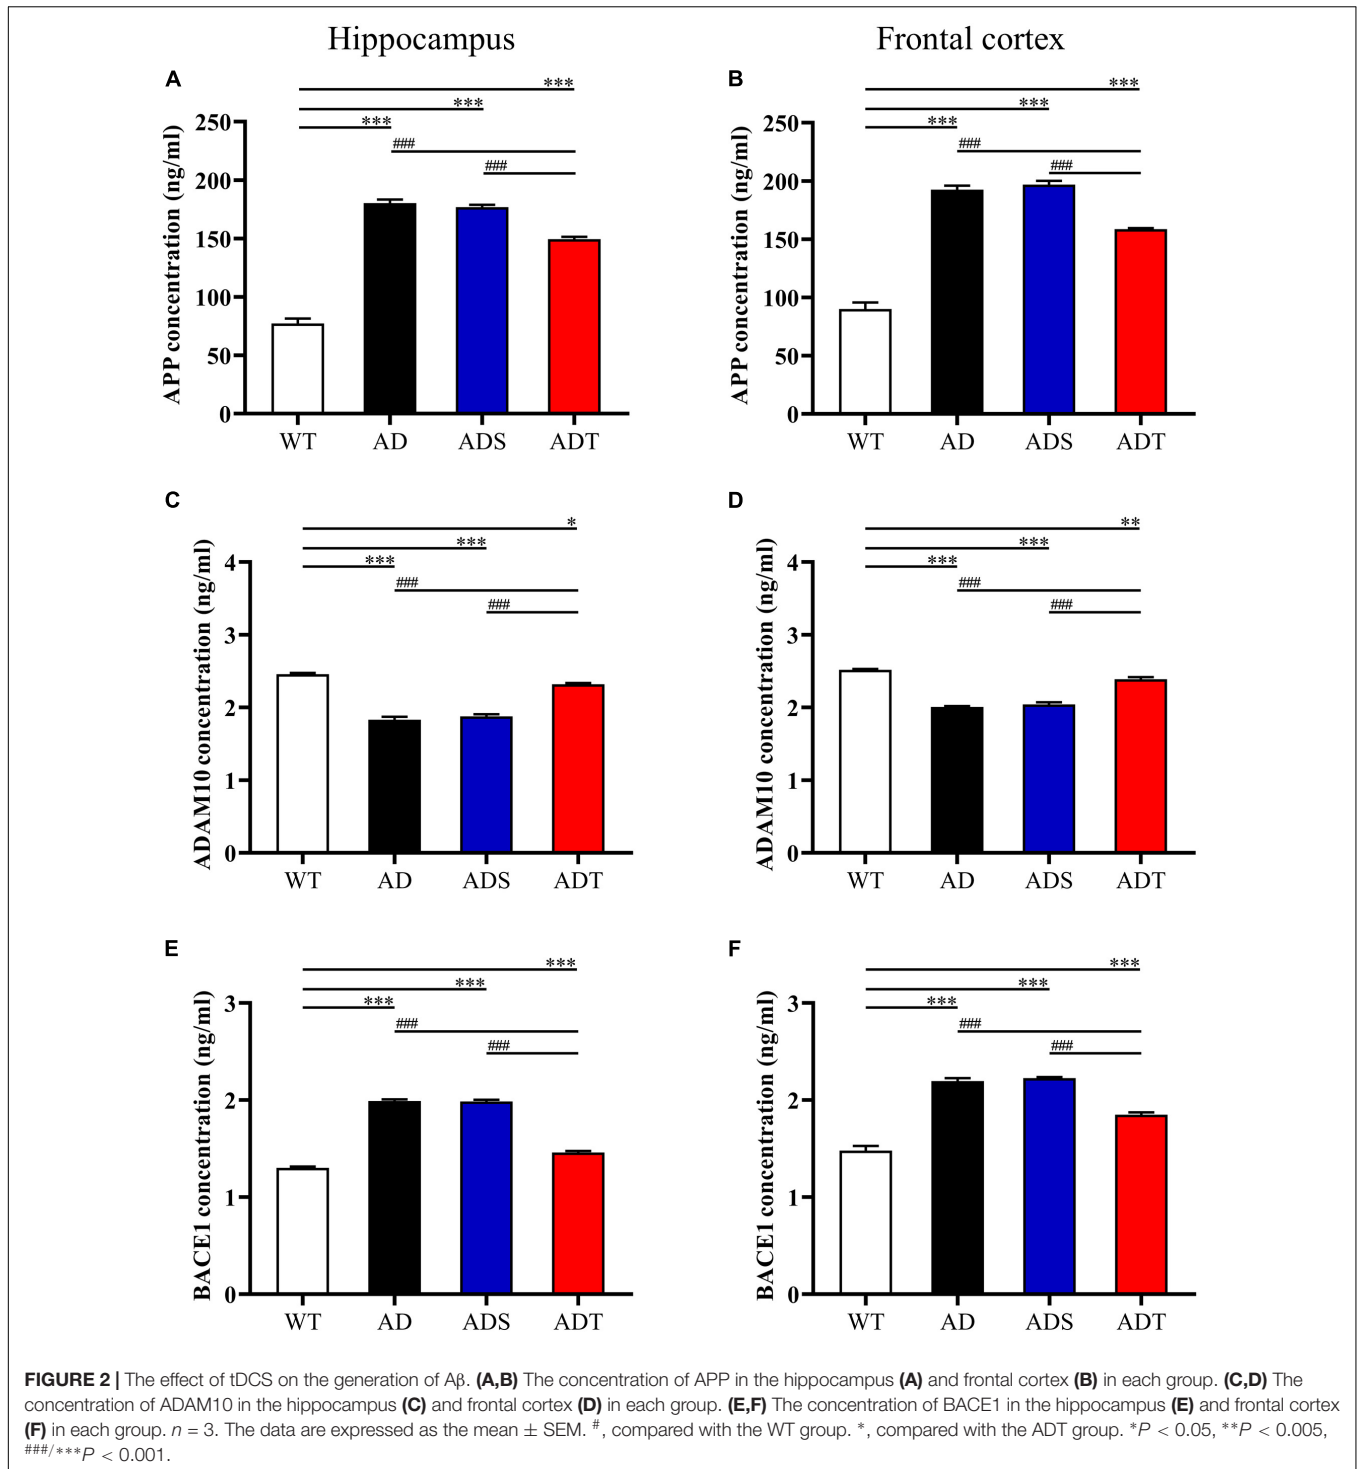 Hippocampus
Frontal cortex
A
***
***
***
###
###
APP concentration (ng/ml)
250
200
150
100
50
0
WT AD ADS ADT
B
***
***
***
###
###
APP concentration (ng/ml)
250
200
150
100
50
0
WT AD ADS ADT
C
*
***
***
###
###
ADAM10 concentration (ng/ml)
4
3
2
1
0
WT AD ADS ADT
D
**
***
***
###
###
ADAM10 concentration (ng/ml)
4
3
2
1
0
WT AD ADS ADT
E
***
***
***
###
###
BACE1 concentration (ng/ml)
3
2
1
0
WT AD ADS ADT
F
***
***
***
###
###
BACE1 concentration (ng/ml)
3
2
1
0
WT AD ADS ADT
FIGURE 2 | The effect of tDCS on the generation of Aβ. (A,B) The concentration of APP in the hippocampus (A) and frontal cortex (B) in each group. (C,D) The
concentration of ADAM10 in the hippocampus (C) and frontal cortex (D) in each group. (E,F) The concentration of BACE1 in the hippocampus (E) and frontal cortex
(F) in each group. n = 3. The data are expressed as the mean ± SEM. #, compared with the WT group. *, compared with the ADT group. *P < 0.05, **P < 0.005,
###/***P < 0.001.